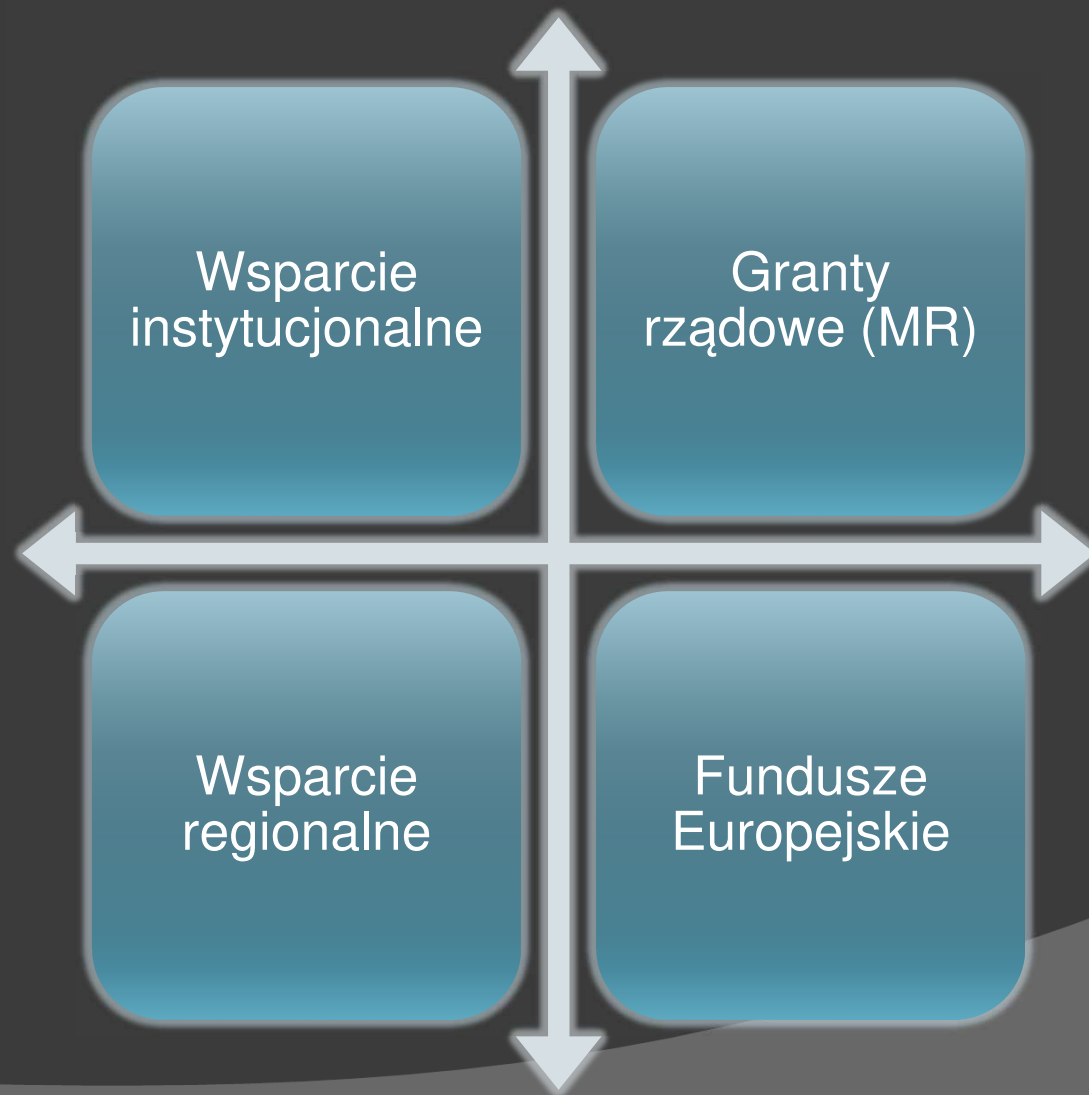 Wsparcie
instytucjonalne
Granty
rządowe (MR)
Wsparcie
regionalne
Fundusze
Europejskie